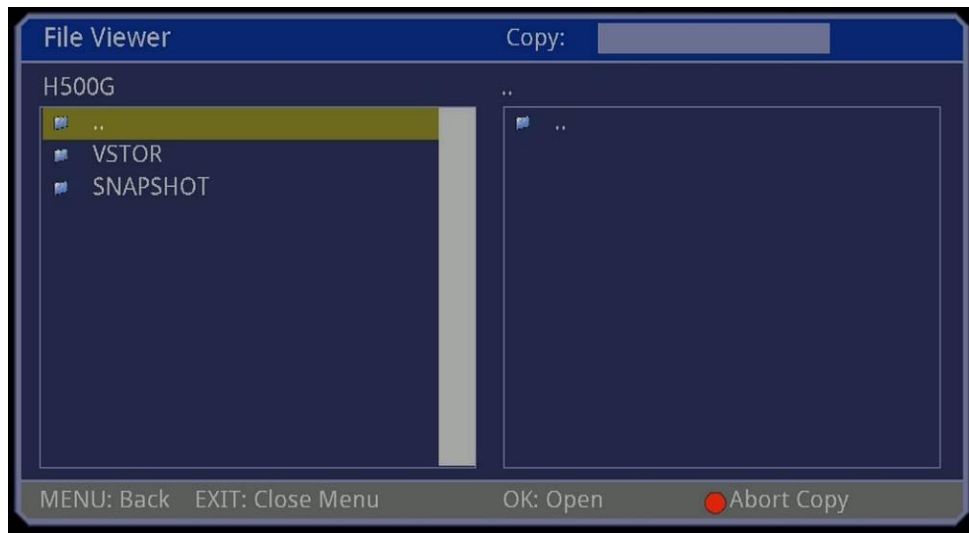 File Viewer Copy:
H500G ..
.. ..
VSTOR
SNAPSHOT
MENU: Back EXIT: Close Menu OK: Open Abort Copy